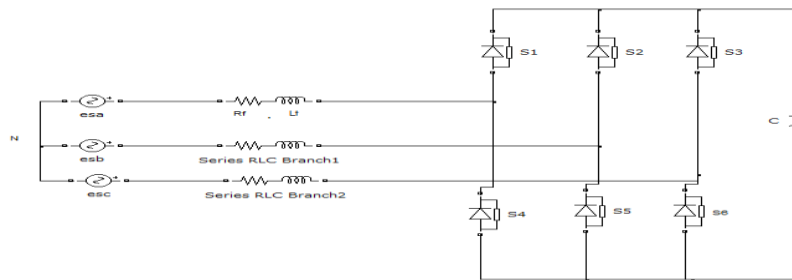 S1
S2
S3
esa
Rf
Lf
C
N
esb
Series RLC Branch1
esc
Series RLC Branch2
S4
S5
S6